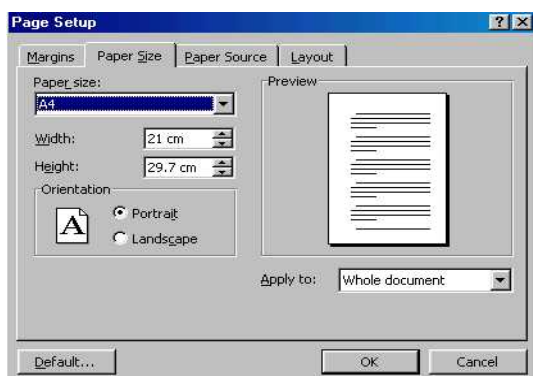 Page Setup
Margins Paper Size Paper Source Layout
Paper size:
A4
Width: 21 cm
Height: 29.7 cm
Orientation
A
Portrait
Landscape
Preview
Apply to: Whole document
Default... OK Cancel